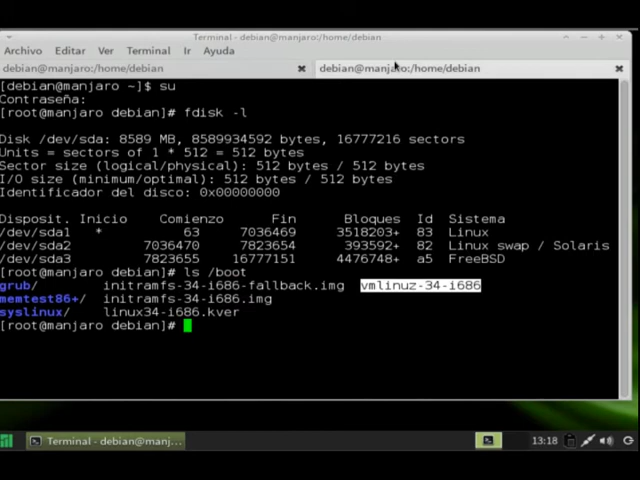 Terminal - debian@manjaro:/home/debian
Archivo Editar Ver Terminal Ir Ayuda
debian@manjaro:/home/debian debian@manjaro:/home/debian
[debian@manjaro ~]$ su
Contraseña:
[root@manjaro debian]# fdisk -l
Disk /dev/sda: 8589 MB, 8589934592 bytes, 16777216 sectors
Units = sectors of 1 * 512 = 512 bytes
Sector size (logical/physical): 512 bytes / 512 bytes
I/O size (minimum/optimal): 512 bytes / 512 bytes
Identificador del disco: 0x00000000
Disposit. Inicio Comienzo Fin Bloques Id Sistema
/dev/sda1 * 63 7036469 3518203+ 83 Linux
/dev/sda2 7036470 7823654 393592+ 82 Linux swap / Solaris
/dev/sda3 7823655 16777151 4476748+ a5 FreeBSD
[root@manjaro debian]# ls /boot
grub/ initramfs-34-i686-fallback.img vmlinuz-34-i686
memtest86+/ initramfs-34-i686.img
syslinux/ linux34-i686.kver
[root@manjaro debian]#
Terminal - debian@manj... 13:18